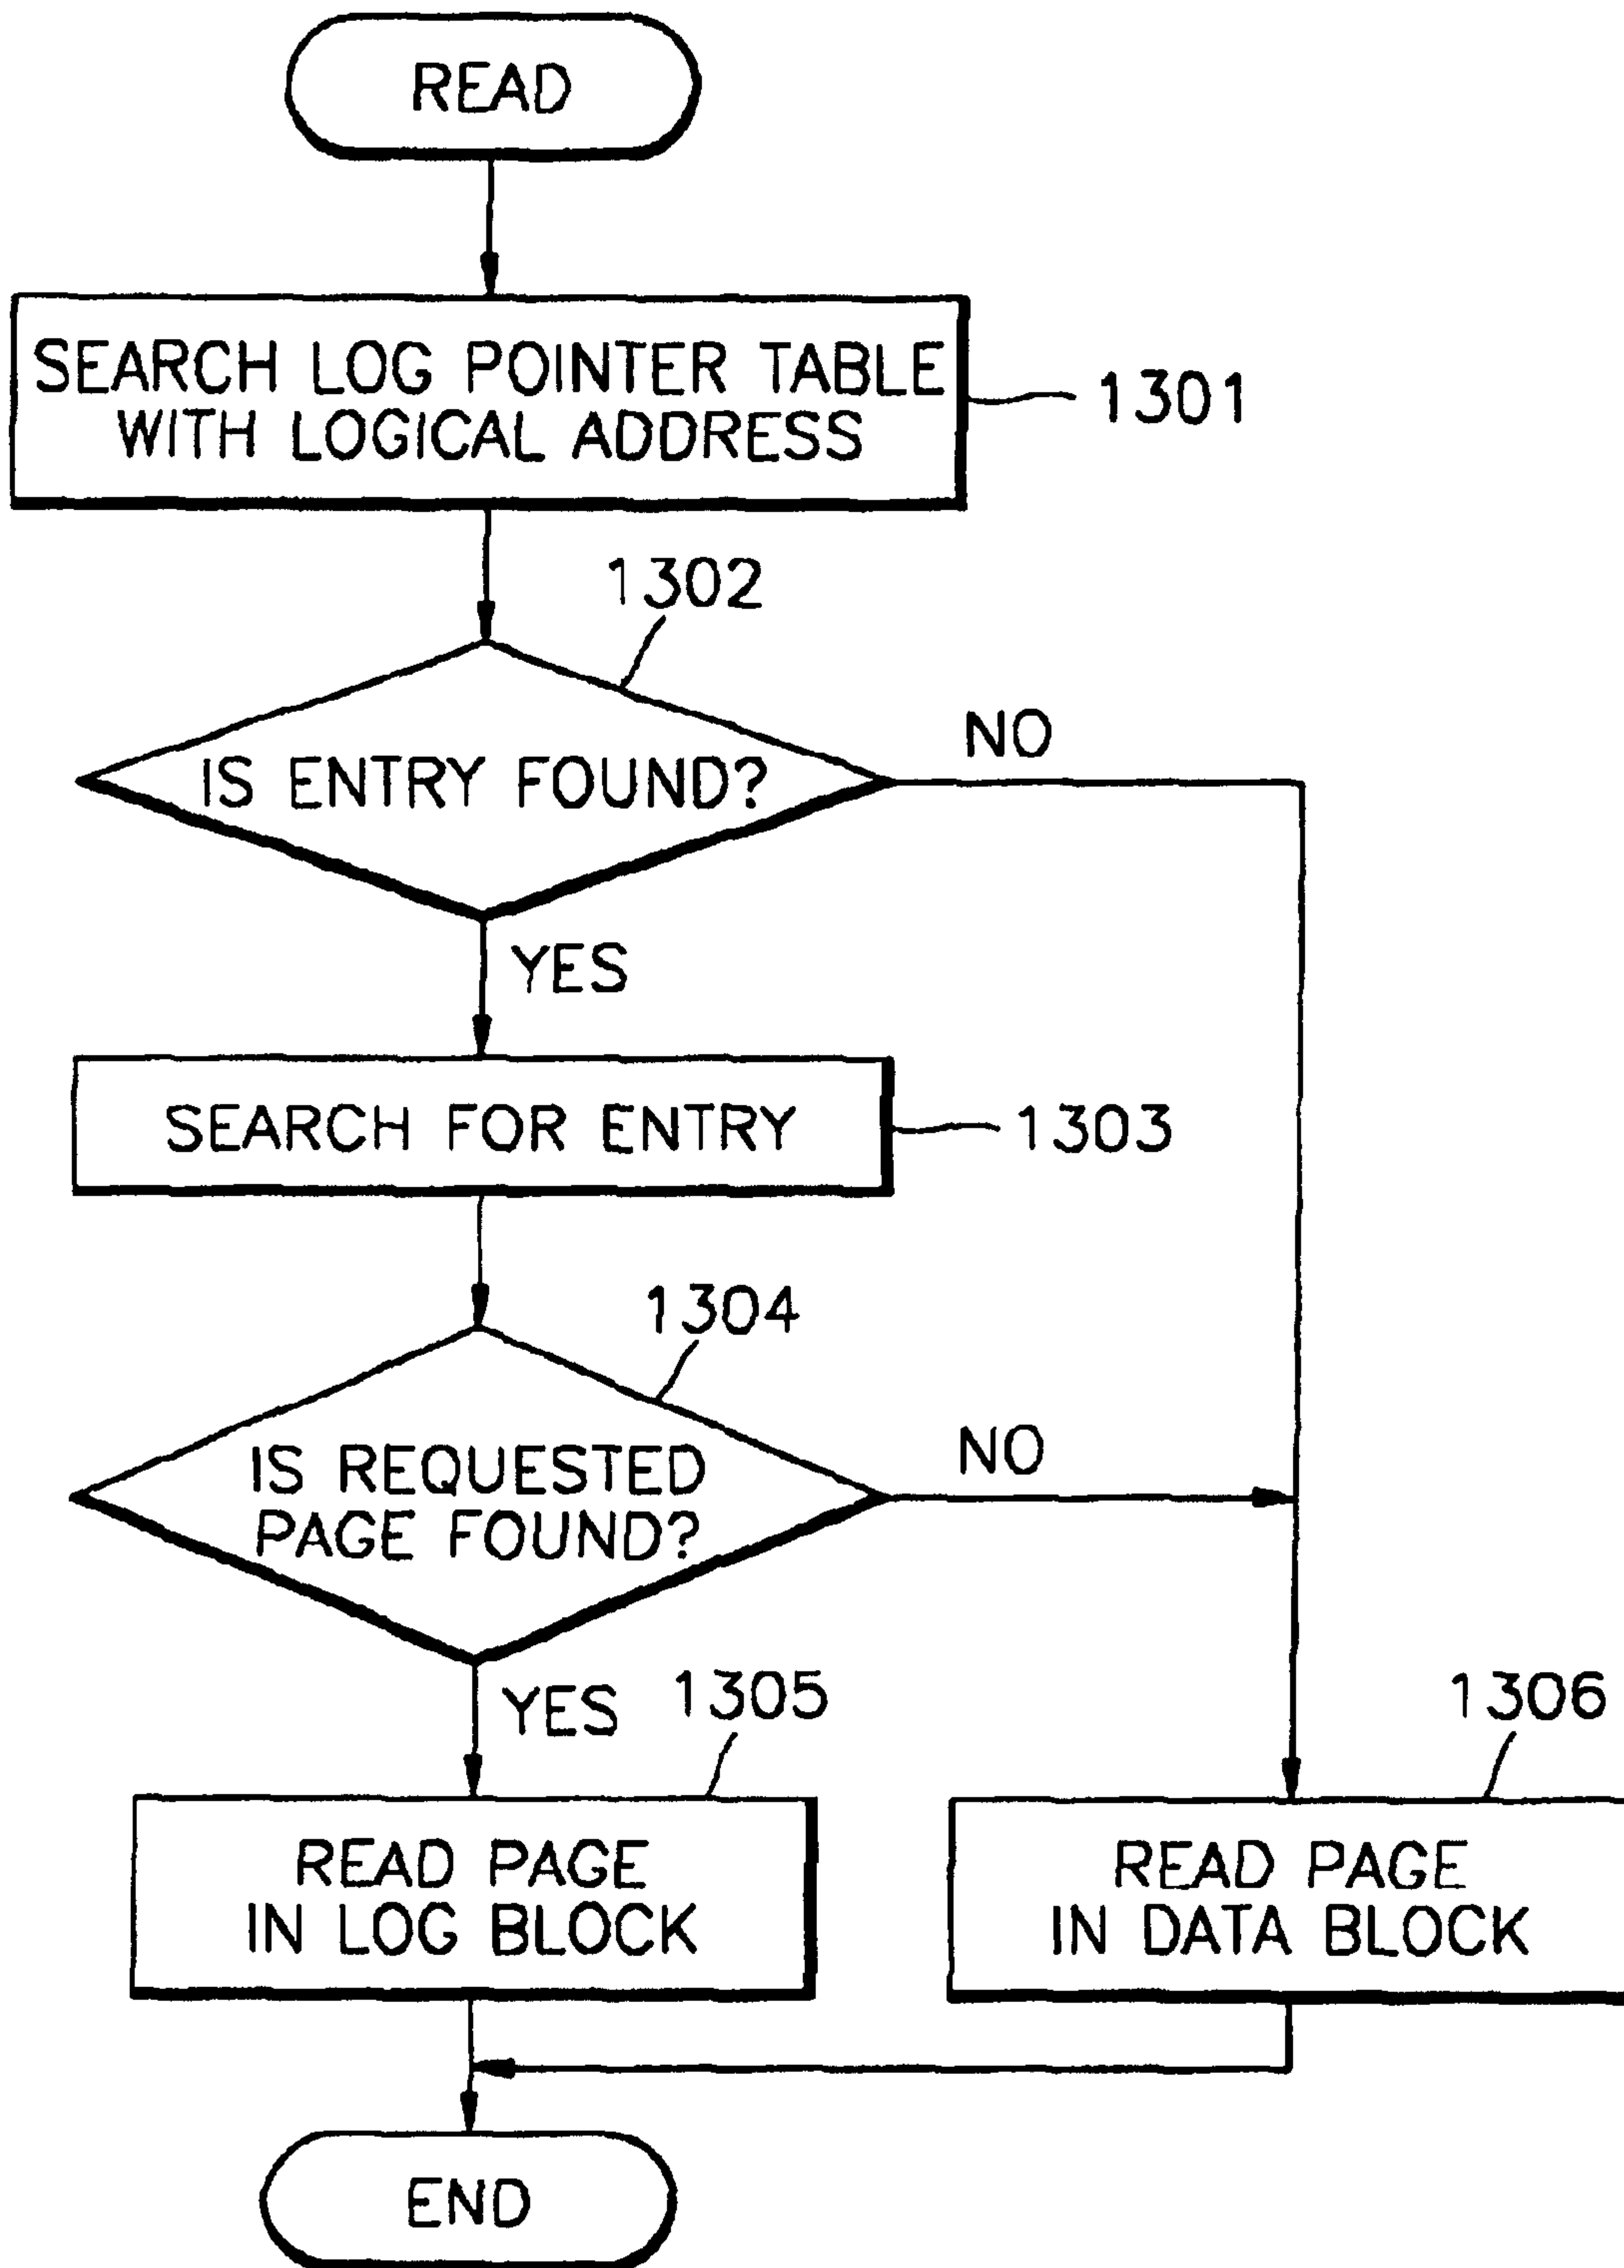 READ
SEARCH LOG POINTER TABLE
WITH LOGICAL ADDRESS
1301
1302
IS ENTRY FOUND?
NO
YES
SEARCH FOR ENTRY
1303
1304
IS REQUESTED
PAGE FOUND?
NO
YES
1305
1306
READ PAGE
IN LOG BLOCK
READ PAGE
IN DATA BLOCK
END